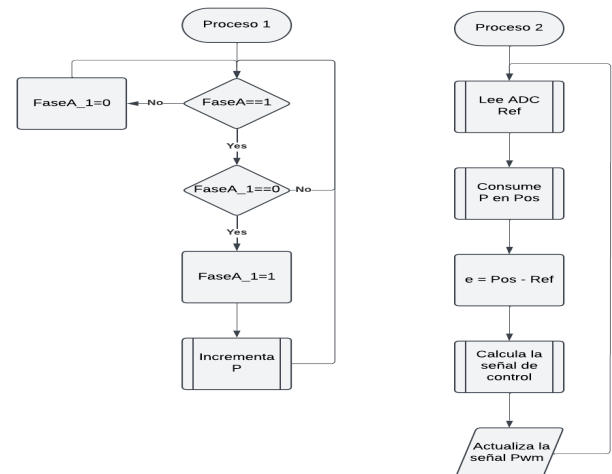 Proceso 1
FaseA_1=0
No
FaseA==1
Yes
FaseA_1==0
No
Yes
FaseA_1=1
Incrementa
P
Proceso 2
Lee ADC
Ref
Consume
P en Pos
e = Pos - Ref
Calcula la
señal de
control
Actualiza la
señal Pwm